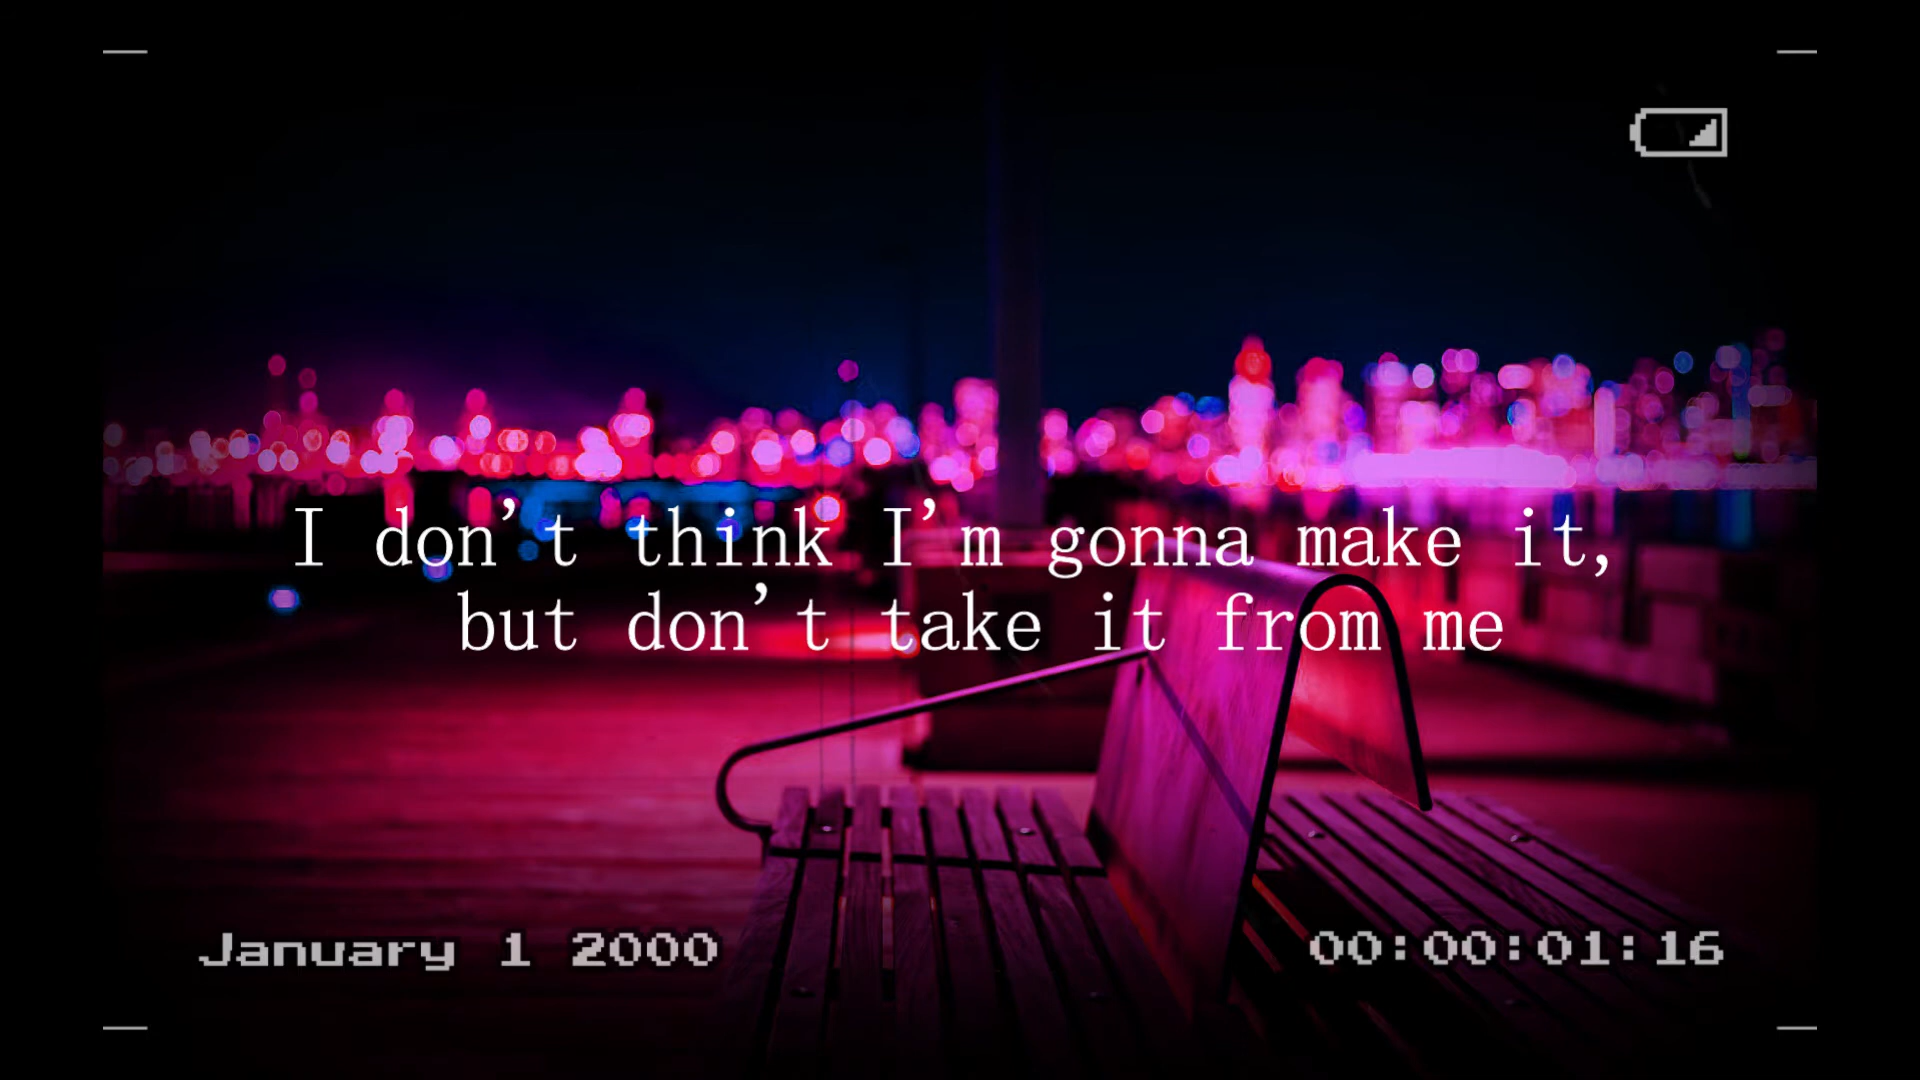 I don't think I'm gonna make it,
but don't take it from me
January 1 2000
00:00:01:16